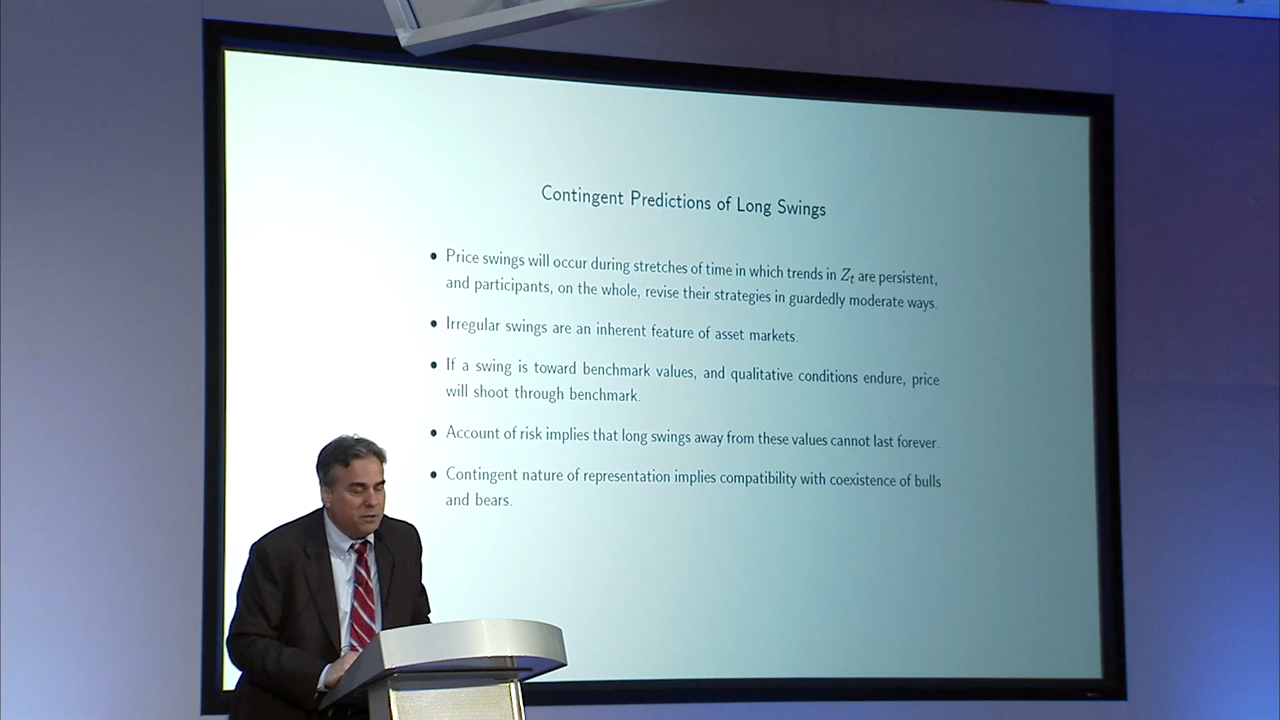 Contingent Predictions of Long Swings
• Price swings will occur during stretches of time in which trends in Zt are persistent,
and participants, on the whole, revise their strategies in guardedly moderate ways.
• Irregular swings are an inherent feature of asset markets.
• If a swing is toward benchmark values, and qualitative conditions endure, price
will shoot through benchmark.
• Account of risk implies that long swings away from these values cannot last forever.
• Contingent nature of representation implies compatibility with coexistence of bulls
and bears.